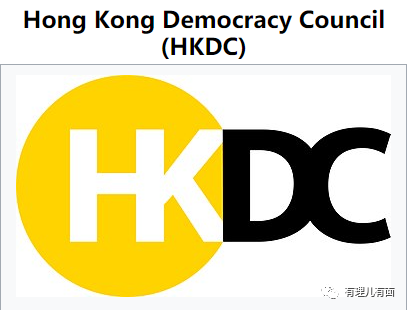 Hong Kong Democracy Council
(HKDC)
HKDC
有理儿有面